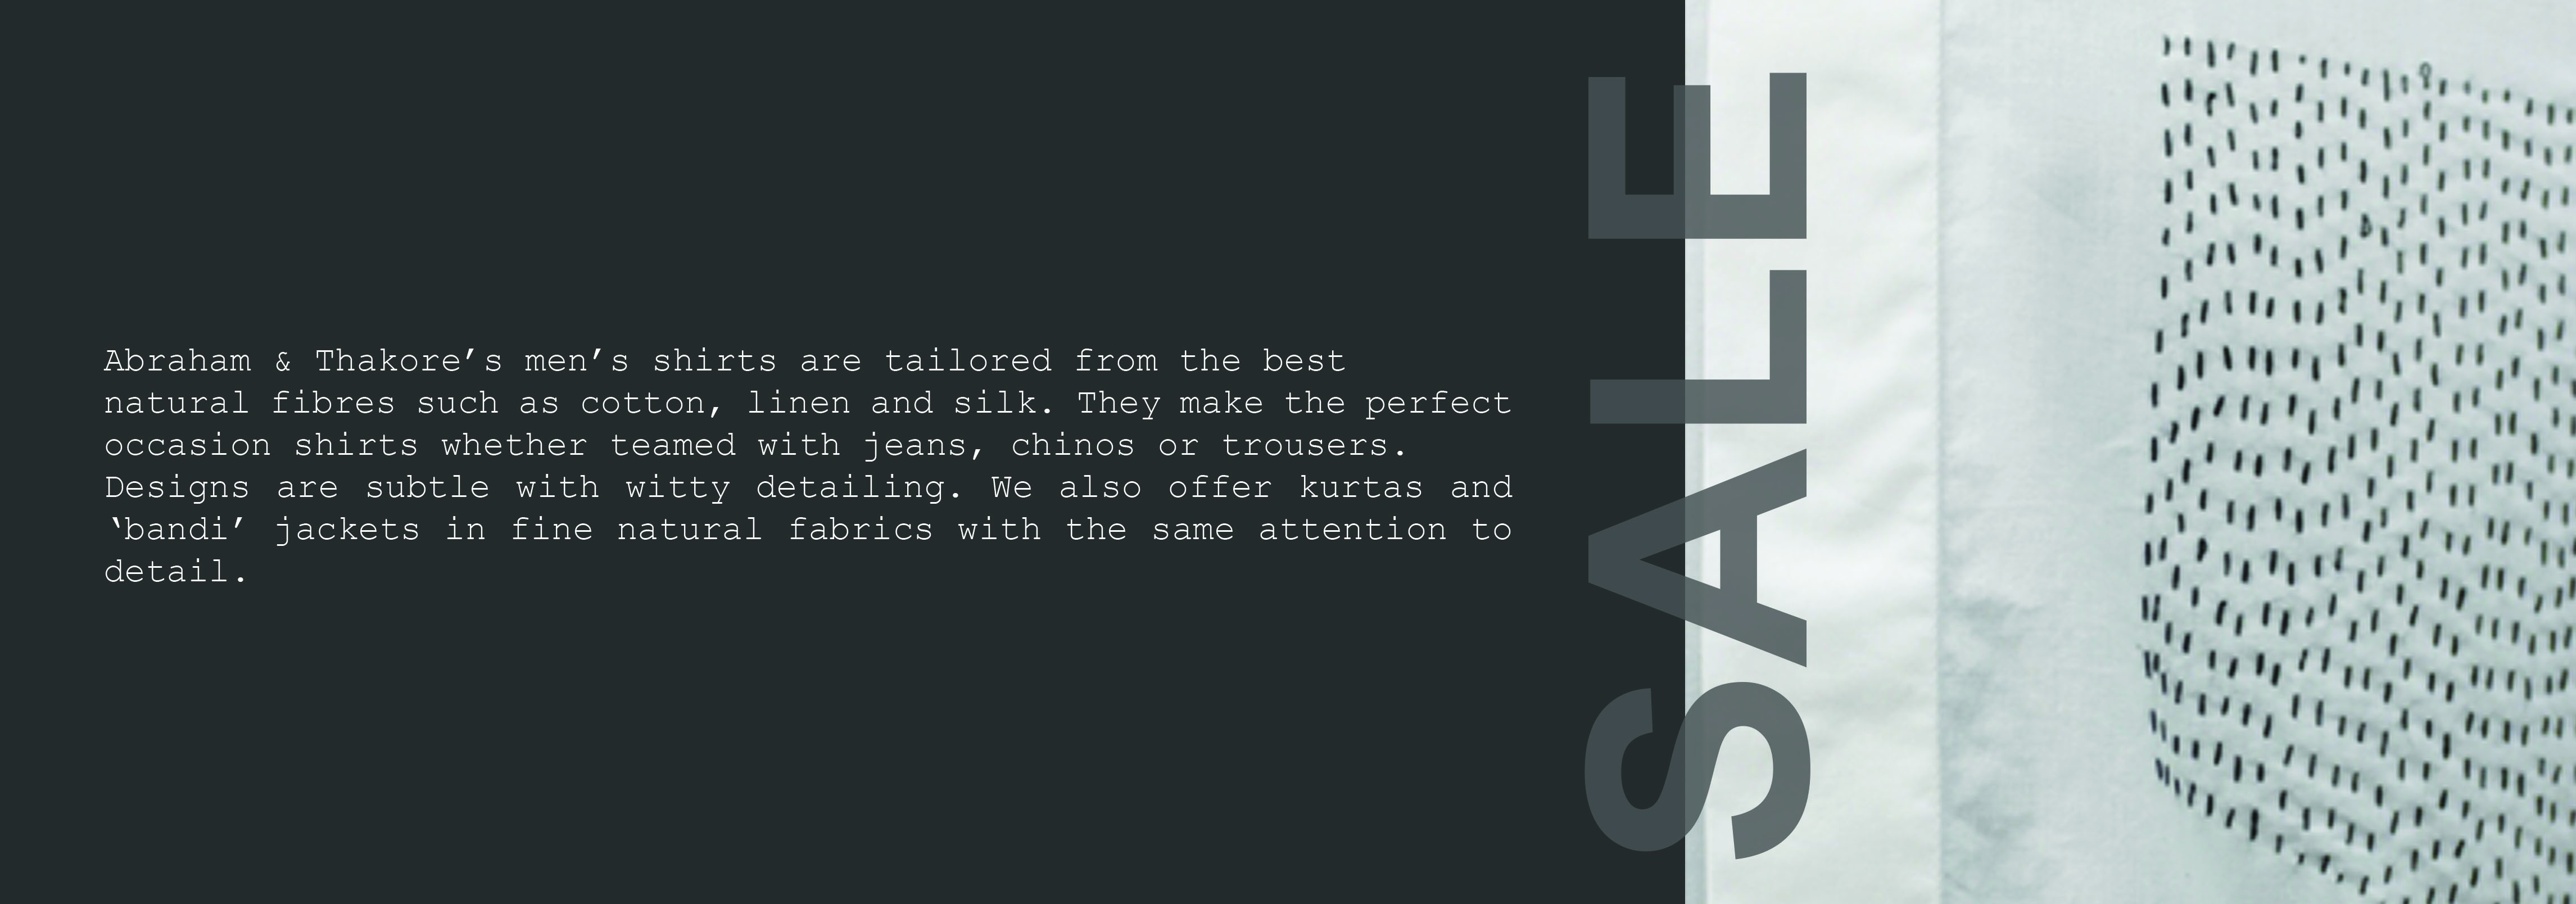 Abraham & Thakore’s men’s shirts are tailored from the best
natural fibres such as cotton, linen and silk. They make the perfect
occasion shirts whether teamed with jeans, chinos or trousers.
Designs are subtle with witty detailing. We also offer kurtas and
‘bandi’ jackets in fine natural fabrics with the same attention to
detail.
SALE